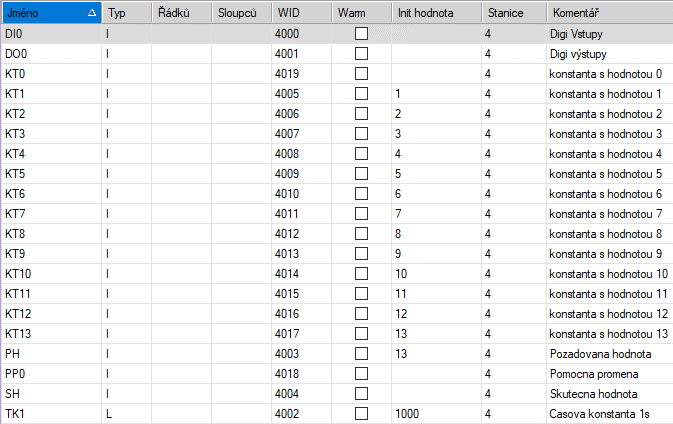 Jméno Typ Řádků Sloupců WID Warm Init hodnota Stanice Komentář
DI0 I 4000 4 Digi Vstupy
DO0 I 4001 4 Digi výstupy
KT0 I 4019 4 konstanta s hodnotou 0
KT1 I 4005 1 4 konstanta s hodnotou 1
KT2 I 4006 2 4 konstanta s hodnotou 2
KT3 I 4007 3 4 konstanta s hodnotou 3
KT4 I 4008 4 4 konstanta s hodnotou 4
KT5 I 4009 5 4 konstanta s hodnotou 5
KT6 I 4010 6 4 konstanta s hodnotou 6
KT7 I 4011 7 4 konstanta s hodnotou 7
KT8 I 4012 8 4 konstanta s hodnotou 8
KT9 I 4013 9 4 konstanta s hodnotou 9
KT10 I 4014 10 4 konstanta s hodnotou 10
KT11 I 4015 11 4 konstanta s hodnotou 11
KT12 I 4016 12 4 konstanta s hodnotou 12
KT13 I 4017 13 4 konstanta s hodnotou 13
PH I 4003 13 4 Pozadovana hodnota
PP0 I 4018 4 Pomocna promena
SH I 4004 4 Skutecna hodnota
TK1 L 4002 1000 4 Casova konstanta 1s